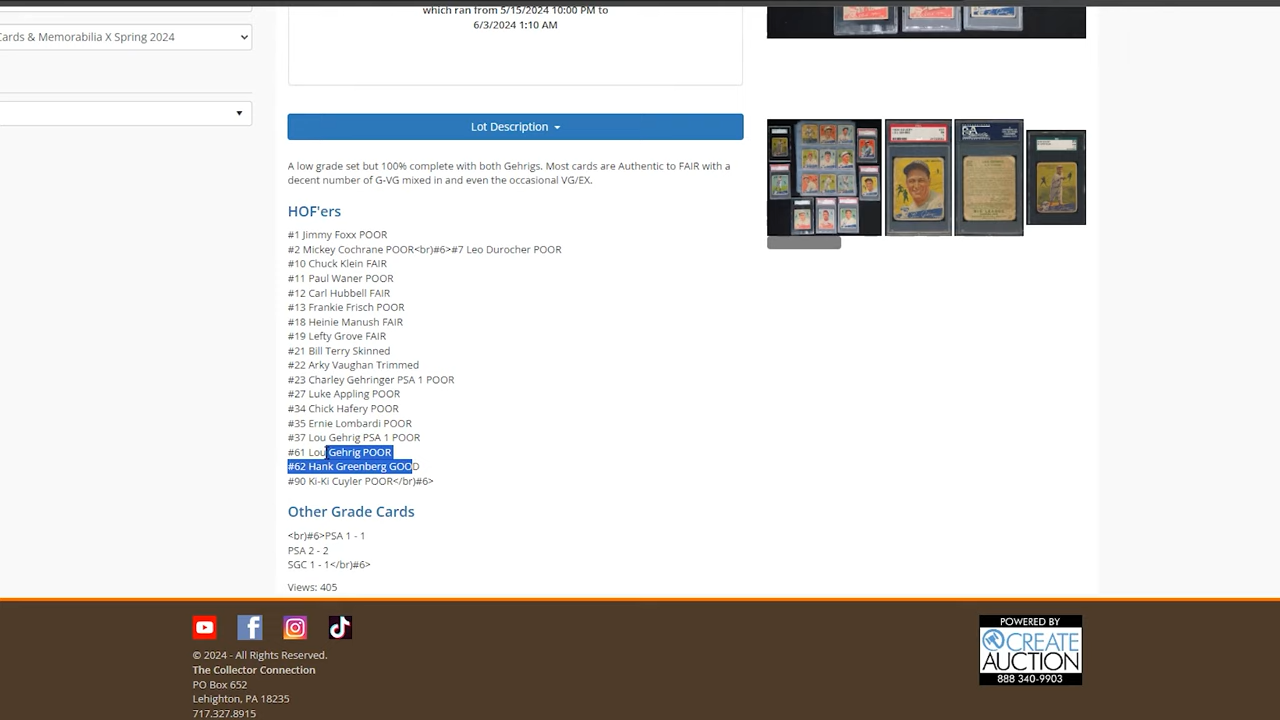 Cards & Memorabilia X Spring 2024
which ran from 5/15/2024 10:00 PM to
6/3/2024 1:10 AM
Lot Description
A low grade set but 100% complete with both Gehrigs. Most cards are Authentic to FAIR with a
decent number of G-VG mixed in and even the occasional VG/EX.
HOF'ers
#1 Jimmy Foxx POOR
#2 Mickey Cochrane POOR<br)#6>#7 Leo Durocher POOR
#10 Chuck Klein FAIR
#11 Paul Waner POOR
#12 Carl Hubbell FAIR
#13 Frankie Frisch POOR
#18 Heinie Manush FAIR
#19 Lefty Grove FAIR
#21 Bill Terry Skinned
#22 Arky Vaughan Trimmed
#23 Charley Gehringer PSA 1 POOR
#27 Luke Appling POOR
#34 Chick Hafery POOR
#35 Ernie Lombardi POOR
#37 Lou Gehrig PSA 1 POOR
#61 Lou Gehrig POOR
#62 Hank Greenberg GOOD
#90 Ki-Ki Cuyler POOR</br)#6>
Other Grade Cards
<br)#6>PSA 1 - 1
PSA 2 - 2
SGC 1 - 1</br)#6>
Views: 405
© 2024 - All Rights Reserved.
The Collector Connection
PO Box 652
Lehighton, PA 18235
717.327.8915
POWERED BY
CREATE
AUCTION
888 340-9903